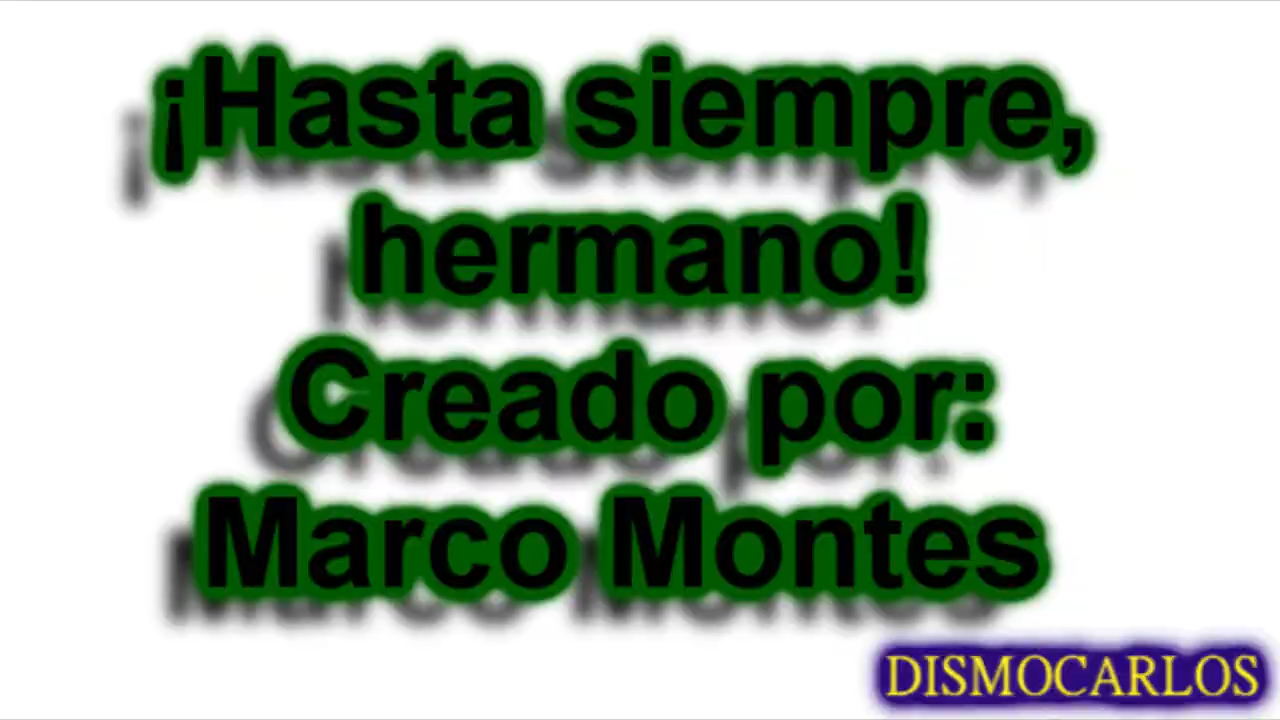 ¡Hasta siempre,
hermano!
Creado por:
Marco Montes
DISMOCARLOS